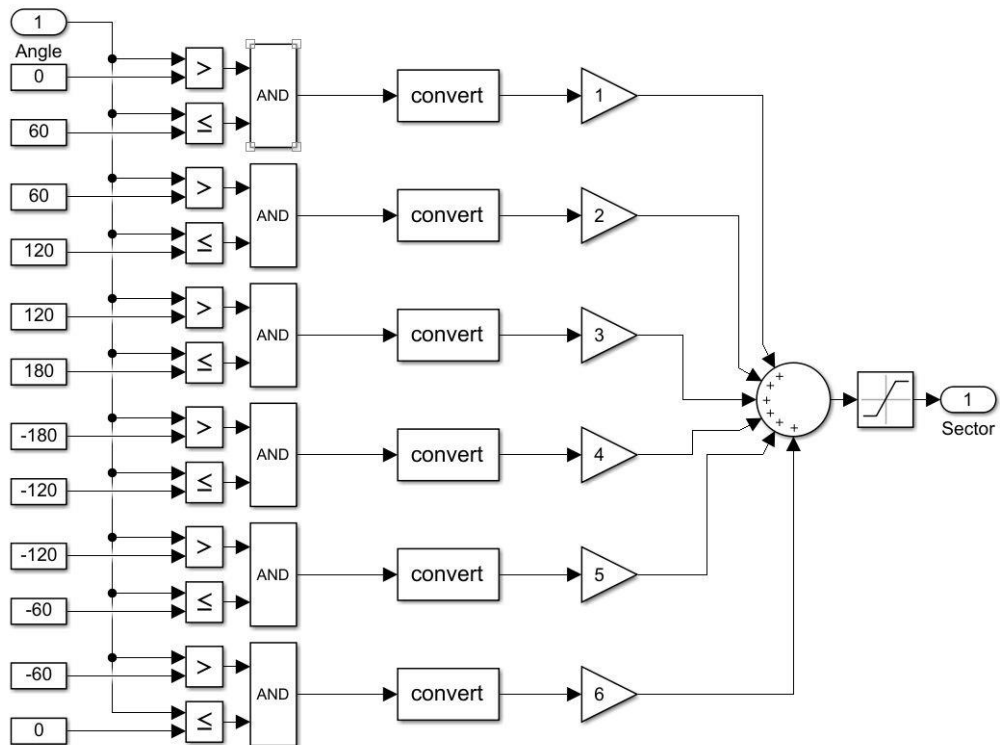 1
Angle
0
>
AND
convert
1
60
≤
60
>
AND
convert
2
120
≤
120
>
AND
convert
3
180
≤
+
+
+
+
+
+
1
Sector
-180
>
AND
convert
4
-120
≤
-120
>
AND
convert
5
-60
≤
-60
>
AND
convert
6
0
≤